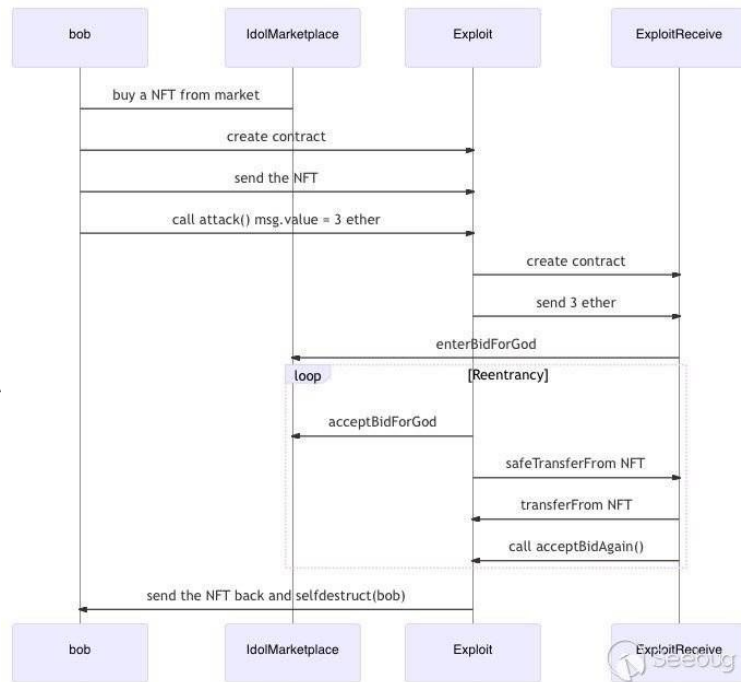 bob
IdolMarketplace
Exploit
ExploitReceive
buy a NFT from market
create contract
send the NFT
call attack() msg.value = 3 ether
create contract
send 3 ether
enterBidForGod
loop
[Reentrancy]
acceptBidForGod
safeTransferFrom NFT
transferFrom NFT
call acceptBidAgain()
send the NFT back and selfdestruct(bob)
bob
IdolMarketplace
Exploit
ExploitReceive
Seebug